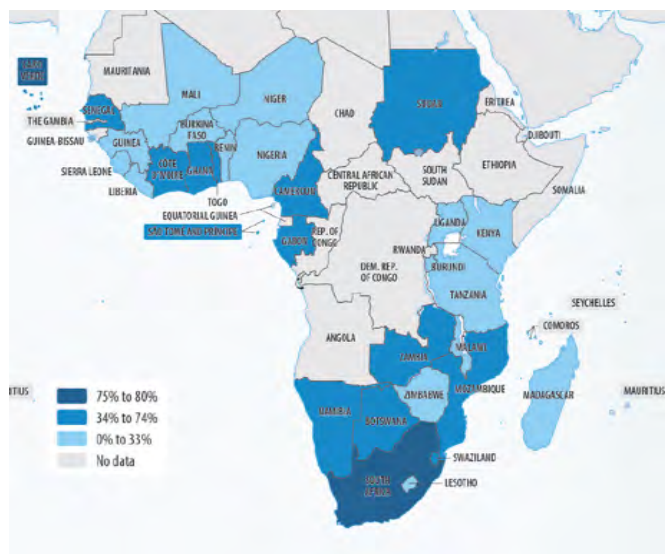 CABO
VERDE
MAURITANIA
MALI
NIGER
CHAD
SUDAN
ERITREA
SENEGAL
THE GAMBIA
GUINEA-BISSAU
GUINEA
BURKINA
FASO
BENIN
NIGERIA
DJIBOUTI
SIERRA LEONE
LIBERIA
CÔTE
D'IVOIRE
GHANA
TOGO
CAMEROON
CENTRAL AFRICAN
REPUBLIC
SOUTH
SUDAN
ETHIOPIA
SOMALIA
EQUATORIAL GUINEA
SAO TOME AND PRINCIPE
GABON
REP. OF
CONGO
DEM. REP.
OF CONGO
RWANDA
BURUNDI
UGANDA
KENYA
TANZANIA
SEYCHELLES
COMOROS
ANGOLA
ZAMBIA
MALAWI
MOZAMBIQUE
MADAGASCAR
MAURITIUS
ITIUS
ZIMBABWE
NAMIBIA
BOTSWANA
SWAZILAND
LESOTHO
SOUTH
AFRICA
75% to 80%
34% to 74%
0% to 33%
No data